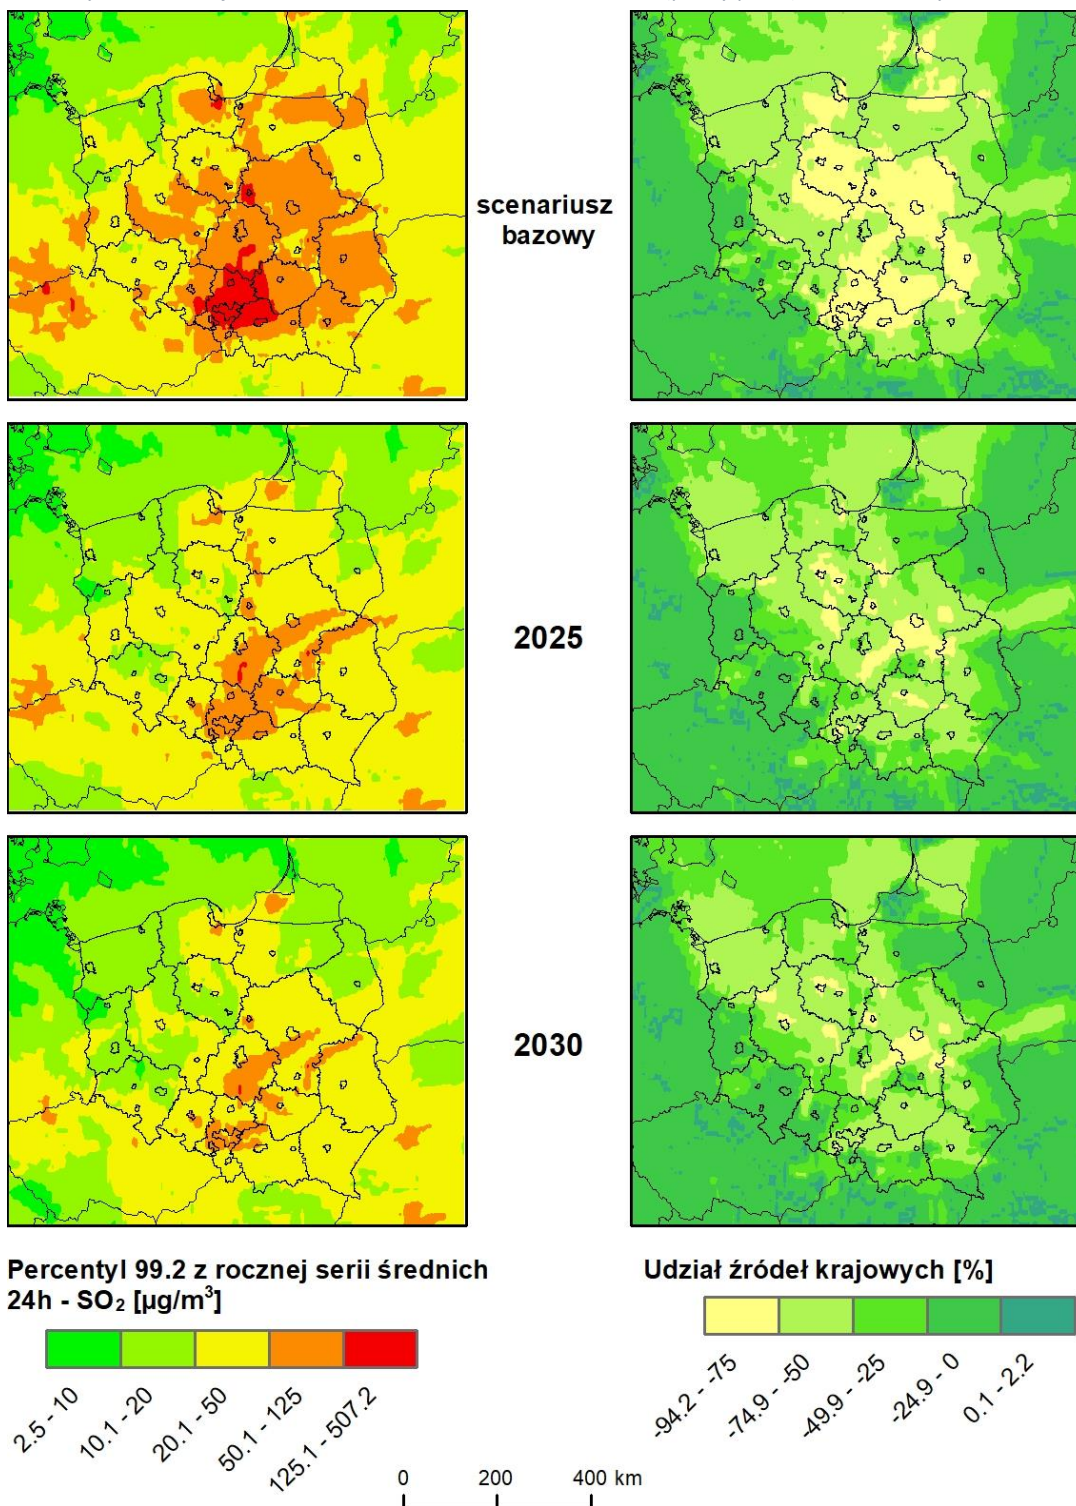 scenariusz
bazowy
2025
2030
Percentyl 99.2 z rocznej serii średnich
24h - SO₂ [µg/m³]
2.5 - 10
10.1 - 20
20.1 - 50
50.1 - 125
125.1 - 507.2
Udział źródeł krajowych [%]
-94.2 - -75
-74.9 - -50
-49.9 - -25
-24.9 - 0
0.1 - 2.2
0 200 400 km